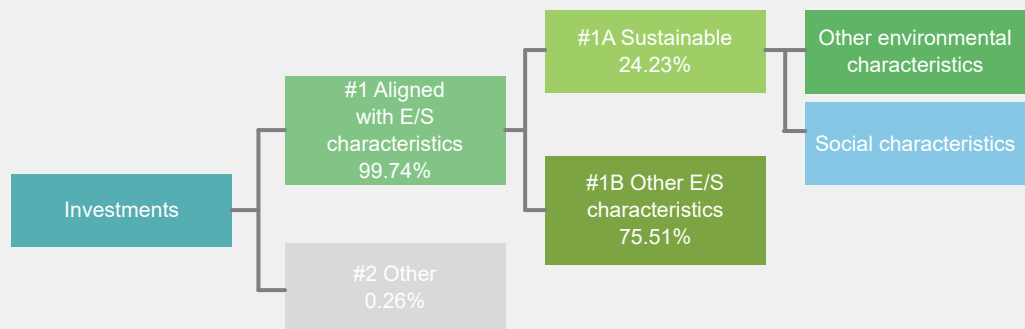 Investments
#1 Aligned
with E/S
characteristics
99.74%
#2 Other
0.26%
#1A Sustainable
24.23%
#1B Other E/S
characteristics
75.51%
Other environmental
characteristics
Social characteristics